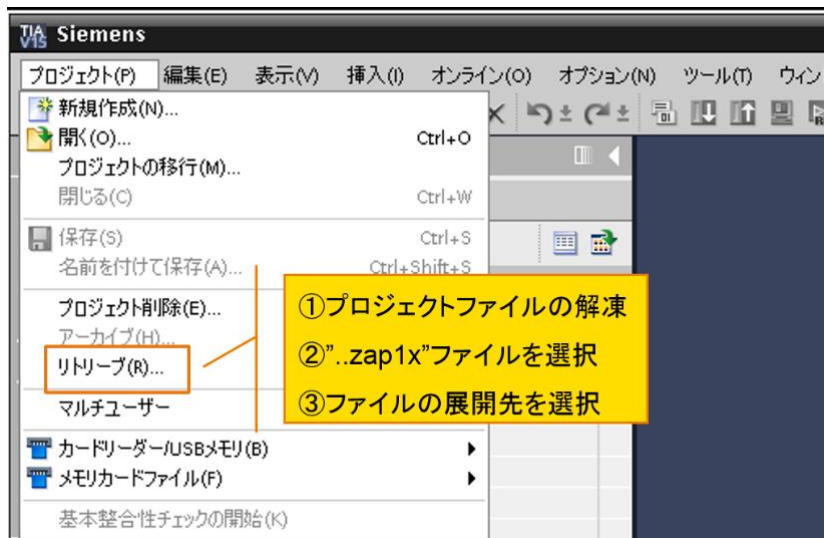 TIA V15 Siemens
プロジェクト(P) 編集(E) 表示(V) 挿入(I) オンライン(O) オプション(N) ツール(T) ウィン
新規作成(N)...
開く(O)... Ctrl+O
プロジェクトの移行(M)...
閉じる(C) Ctrl+W
保存(S) Ctrl+S
名前を付けて保存(A)... Ctrl+Shift+S
プロジェクト削除(E)...
アーカイブ(H)...
リトリーブ(R)...
マルチユーザー
カードリーダー/USBメモリ(B)
メモリカードファイル(F)
基本整合性チェックの開始(K)
①プロジェクトファイルの解凍
②"..zap1x"ファイルを選択
③ファイルの展開先を選択